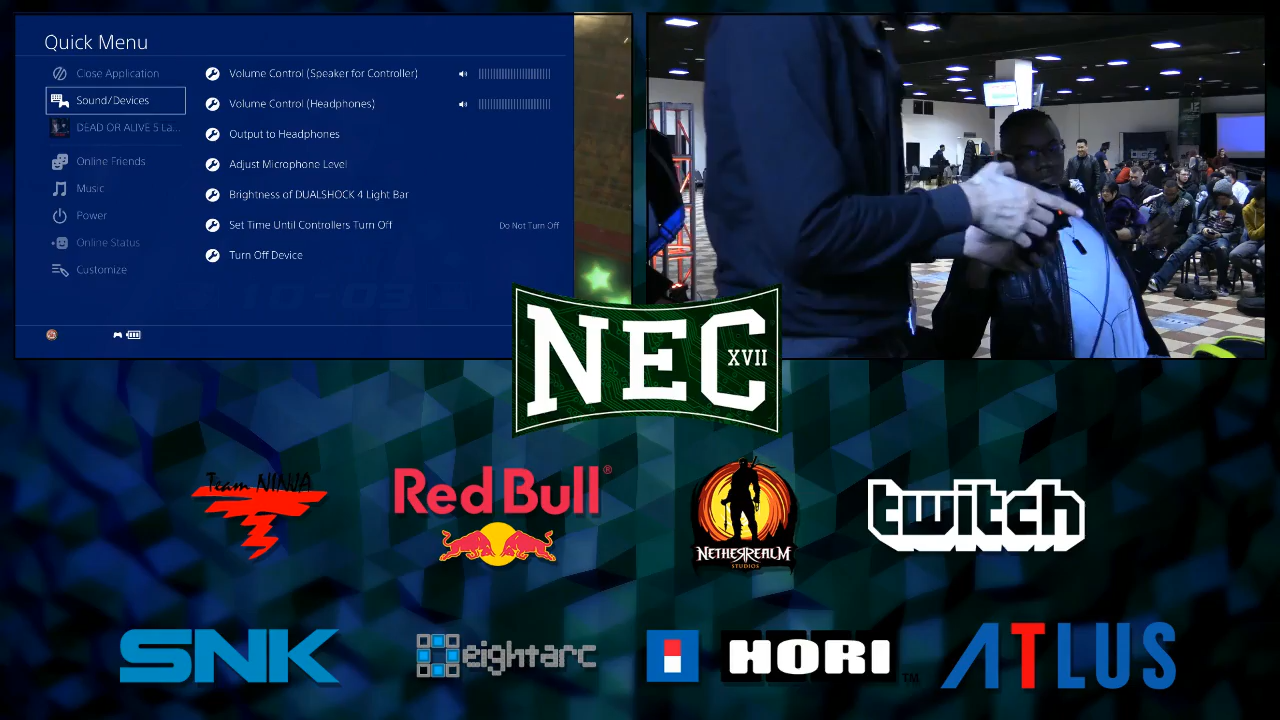 Quick Menu
Close Application
Sound/Devices
DEAD OR ALIVE 5 La...
Online Friends
Music
Power
Online Status
Customize
Volume Control (Speaker for Controller)
Volume Control (Headphones)
Output to Headphones
Adjust Microphone Level
Brightness of DUALSHOCK 4 Light Bar
Set Time Until Controllers Turn Off
Do Not Turn Off
Turn Off Device
NEC
XVII
Team NINJA
Red Bull®
NETHERREALM
STUDIOS
twitch
SNK
eightarc
HORI™
ATLUS